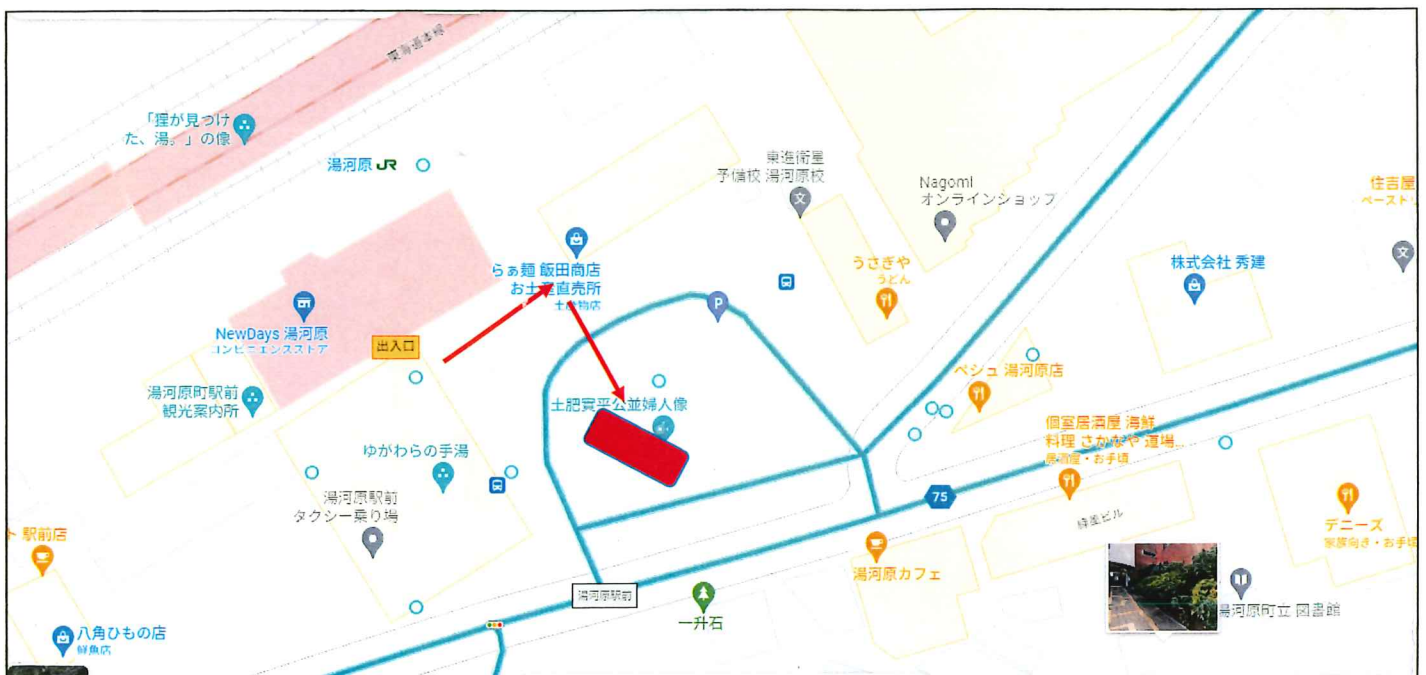 東海道本線
「狸が見つけ
た、湯。」の像
湯河原 JR
東進衛星
予備校 湯河原校
Nagomi
オンラインショップ
住吉屋
ペースト
らぁ麺 飯田商店
お土産直売所
土産物店
うさぎや
うどん
株式会社 秀建
P
NewDays 湯河原
コンビニエンスストア
出入口
湯河原町駅前
観光案内所
ペシュ 湯河原店
土肥實平公並婦人像
個室居酒屋 海鮮
料理 さかなや 道場...
居酒屋・お手頃
ゆがわらの手湯
湯河原駅前
タクシー乗り場
75
ト 駅前店
デニーズ
家族向き・お手頃
湯河原カフェ
湯河原駅前
一升石
湯河原町立 図書館
八角ひもの店
鮮魚店